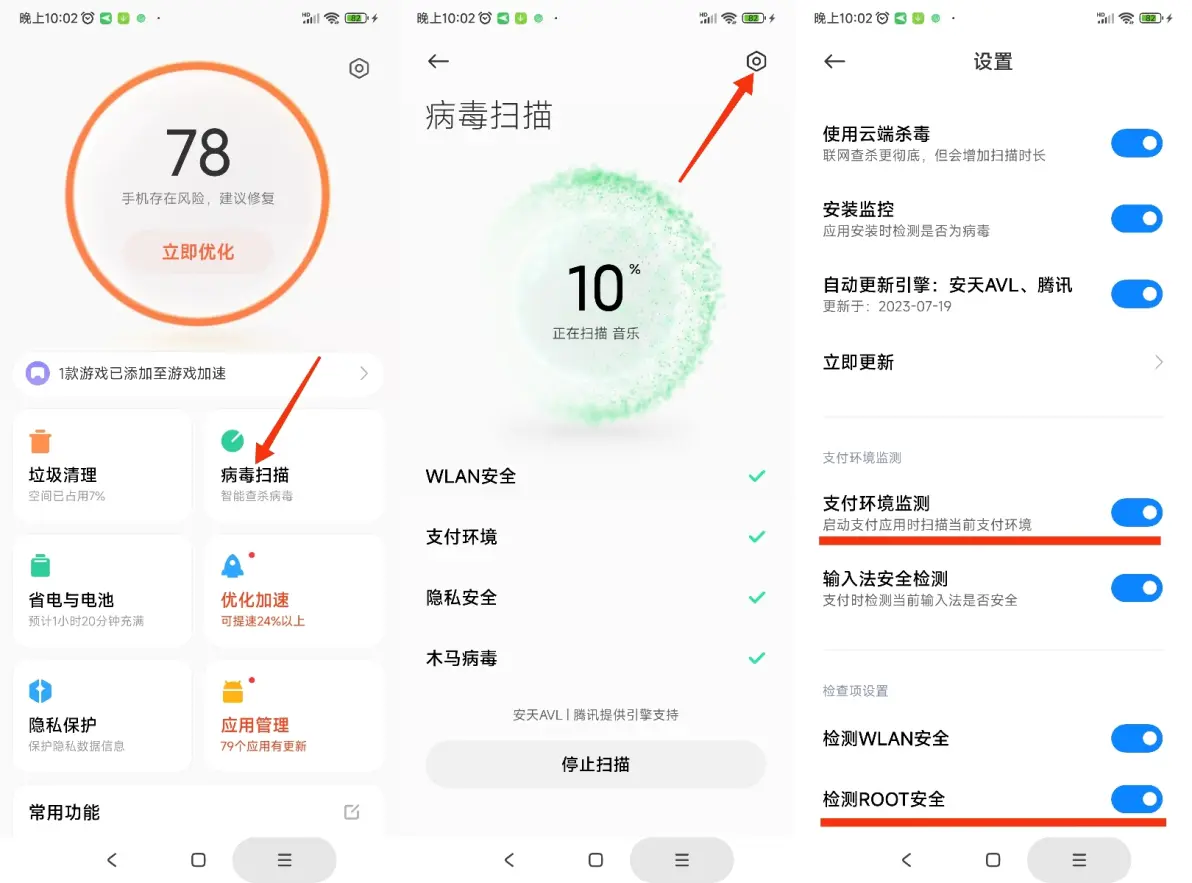 晚上10:02
HD
82
78
手机存在风险，建议修复
立即优化
1款游戏已添加至游戏加速
垃圾清理
空间已占用7%
病毒扫描
智能查杀病毒
省电与电池
预计1小时20分钟充满
优化加速
可提速24%以上
隐私保护
保护隐私数据信息
应用管理
79个应用有更新
常用功能
晚上10:02
HD
82
病毒扫描
10%
正在扫描 音乐
WLAN安全
支付环境
隐私安全
木马病毒
安天AVL | 腾讯提供引擎支持
停止扫描
晚上10:02
HD
82
设置
使用云端杀毒
联网查杀更彻底，但会增加扫描时长
安装监控
应用安装时检测是否为病毒
自动更新引擎：安天AVL、腾讯
更新于：2023-07-19
立即更新
支付环境监测
支付环境监测
启动支付应用时扫描当前支付环境
输入法安全检测
支付时检测当前输入法是否安全
检查项设置
检测WLAN安全
检测ROOT安全